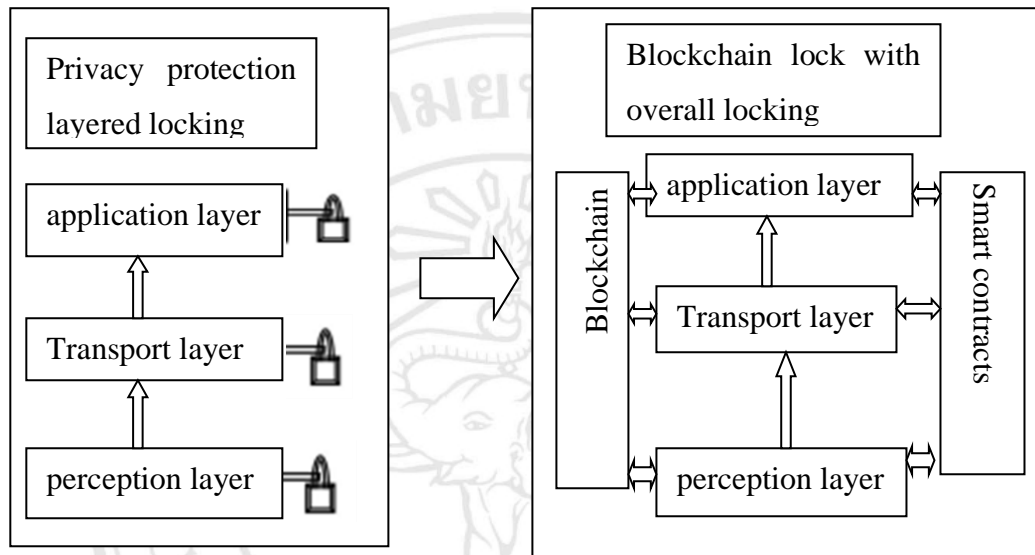 Privacy protection
layered locking
application layer
Transport layer
perception layer
Blockchain lock with
overall locking
Blockchain
application layer
Transport layer
perception layer
Smart contracts